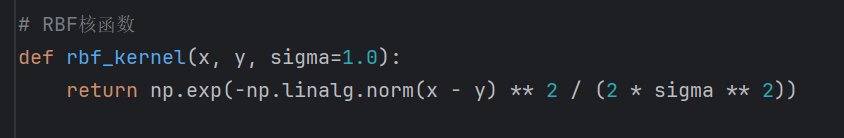 # RBF核函数
def rbf_kernel(x, y, sigma=1.0):
    return np.exp(-np.linalg.norm(x - y) ** 2 / (2 * sigma ** 2))